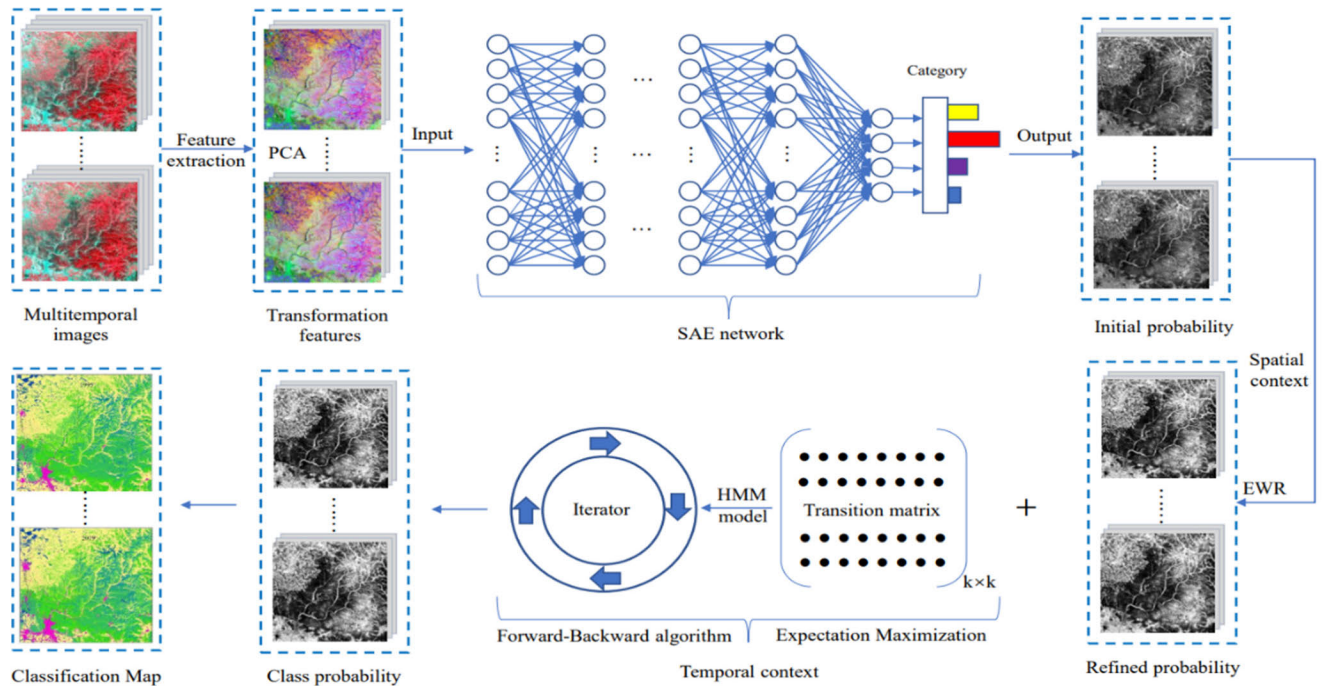 Feature
extraction
PCA
Input
Category
Output
Multitemporal
images
Transformation
features
SAE network
Initial probability
Spatial
context
EWR
Iterator
HMM
model
Transition matrix
+
k×k
Forward-Backward algorithm
Expectation Maximization
Temporal context
Classification Map
Class probability
Refined probability